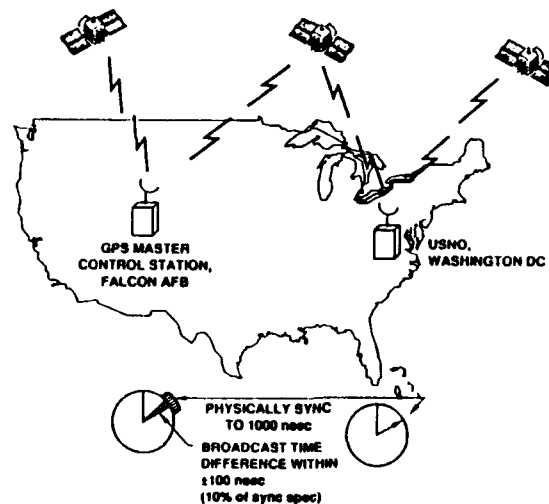 GPS MASTER
CONTROL STATION,
FALCON AFB
USNO,
WASHINGTON DC
PHYSICALLY SYNC
TO 1000 nsec
BROADCAST TIME
DIFFERENCE WITHIN
±100 nsec
(10% of sync spec)